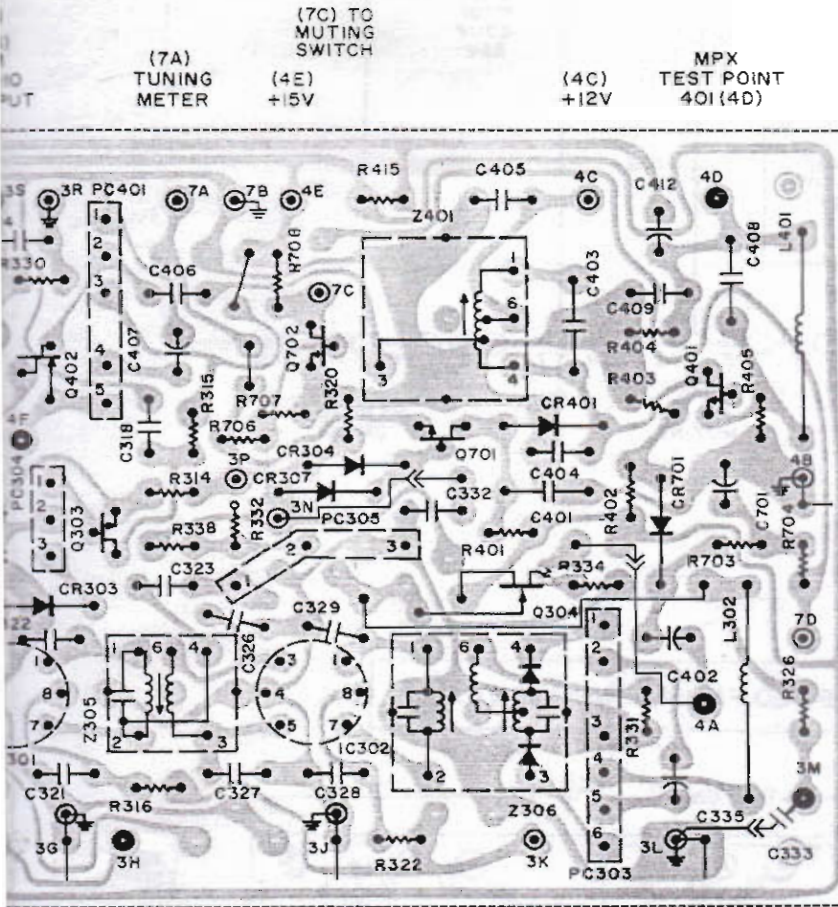 (7C) TO
MUTING
SWITCH
(7A)
TUNING
METER
(4E)
+15V
(4C)
+12V
MPX
TEST POINT
401 (4D)
PUT
3S
3R
PC401
7A
7B
4E
R415
C405
4C
C412
4D
Z401
L401
R330
1
2
3
4
5
C406
R708
7C
1
6
3
4
C403
C408
C409
Q402
C407
Q702
R404
R403
Q401
R405
R315
R320
R707
CR401
4F
C318
R706
CR304
Q701
3P
C404
PC304
1
2
3
Q303
R314
CR307
3N
R332
C332
C401
R402
CR701
C701
4B
R704
R338
PC305
1
2
3
R401
R334
R703
CR303
C323
Q304
L302
7D
C326
C329
PC303
1
2
3
4
5
6
C402
4A
R326
Z305
1
6
4
2
3
3
4
5
1
8
7
IC302
1
8
7
1
6
4
2
3
R331
3M
C321
R316
C327
C328
Z306
C335
C333
3G
3H
3J
R322
3K
3L